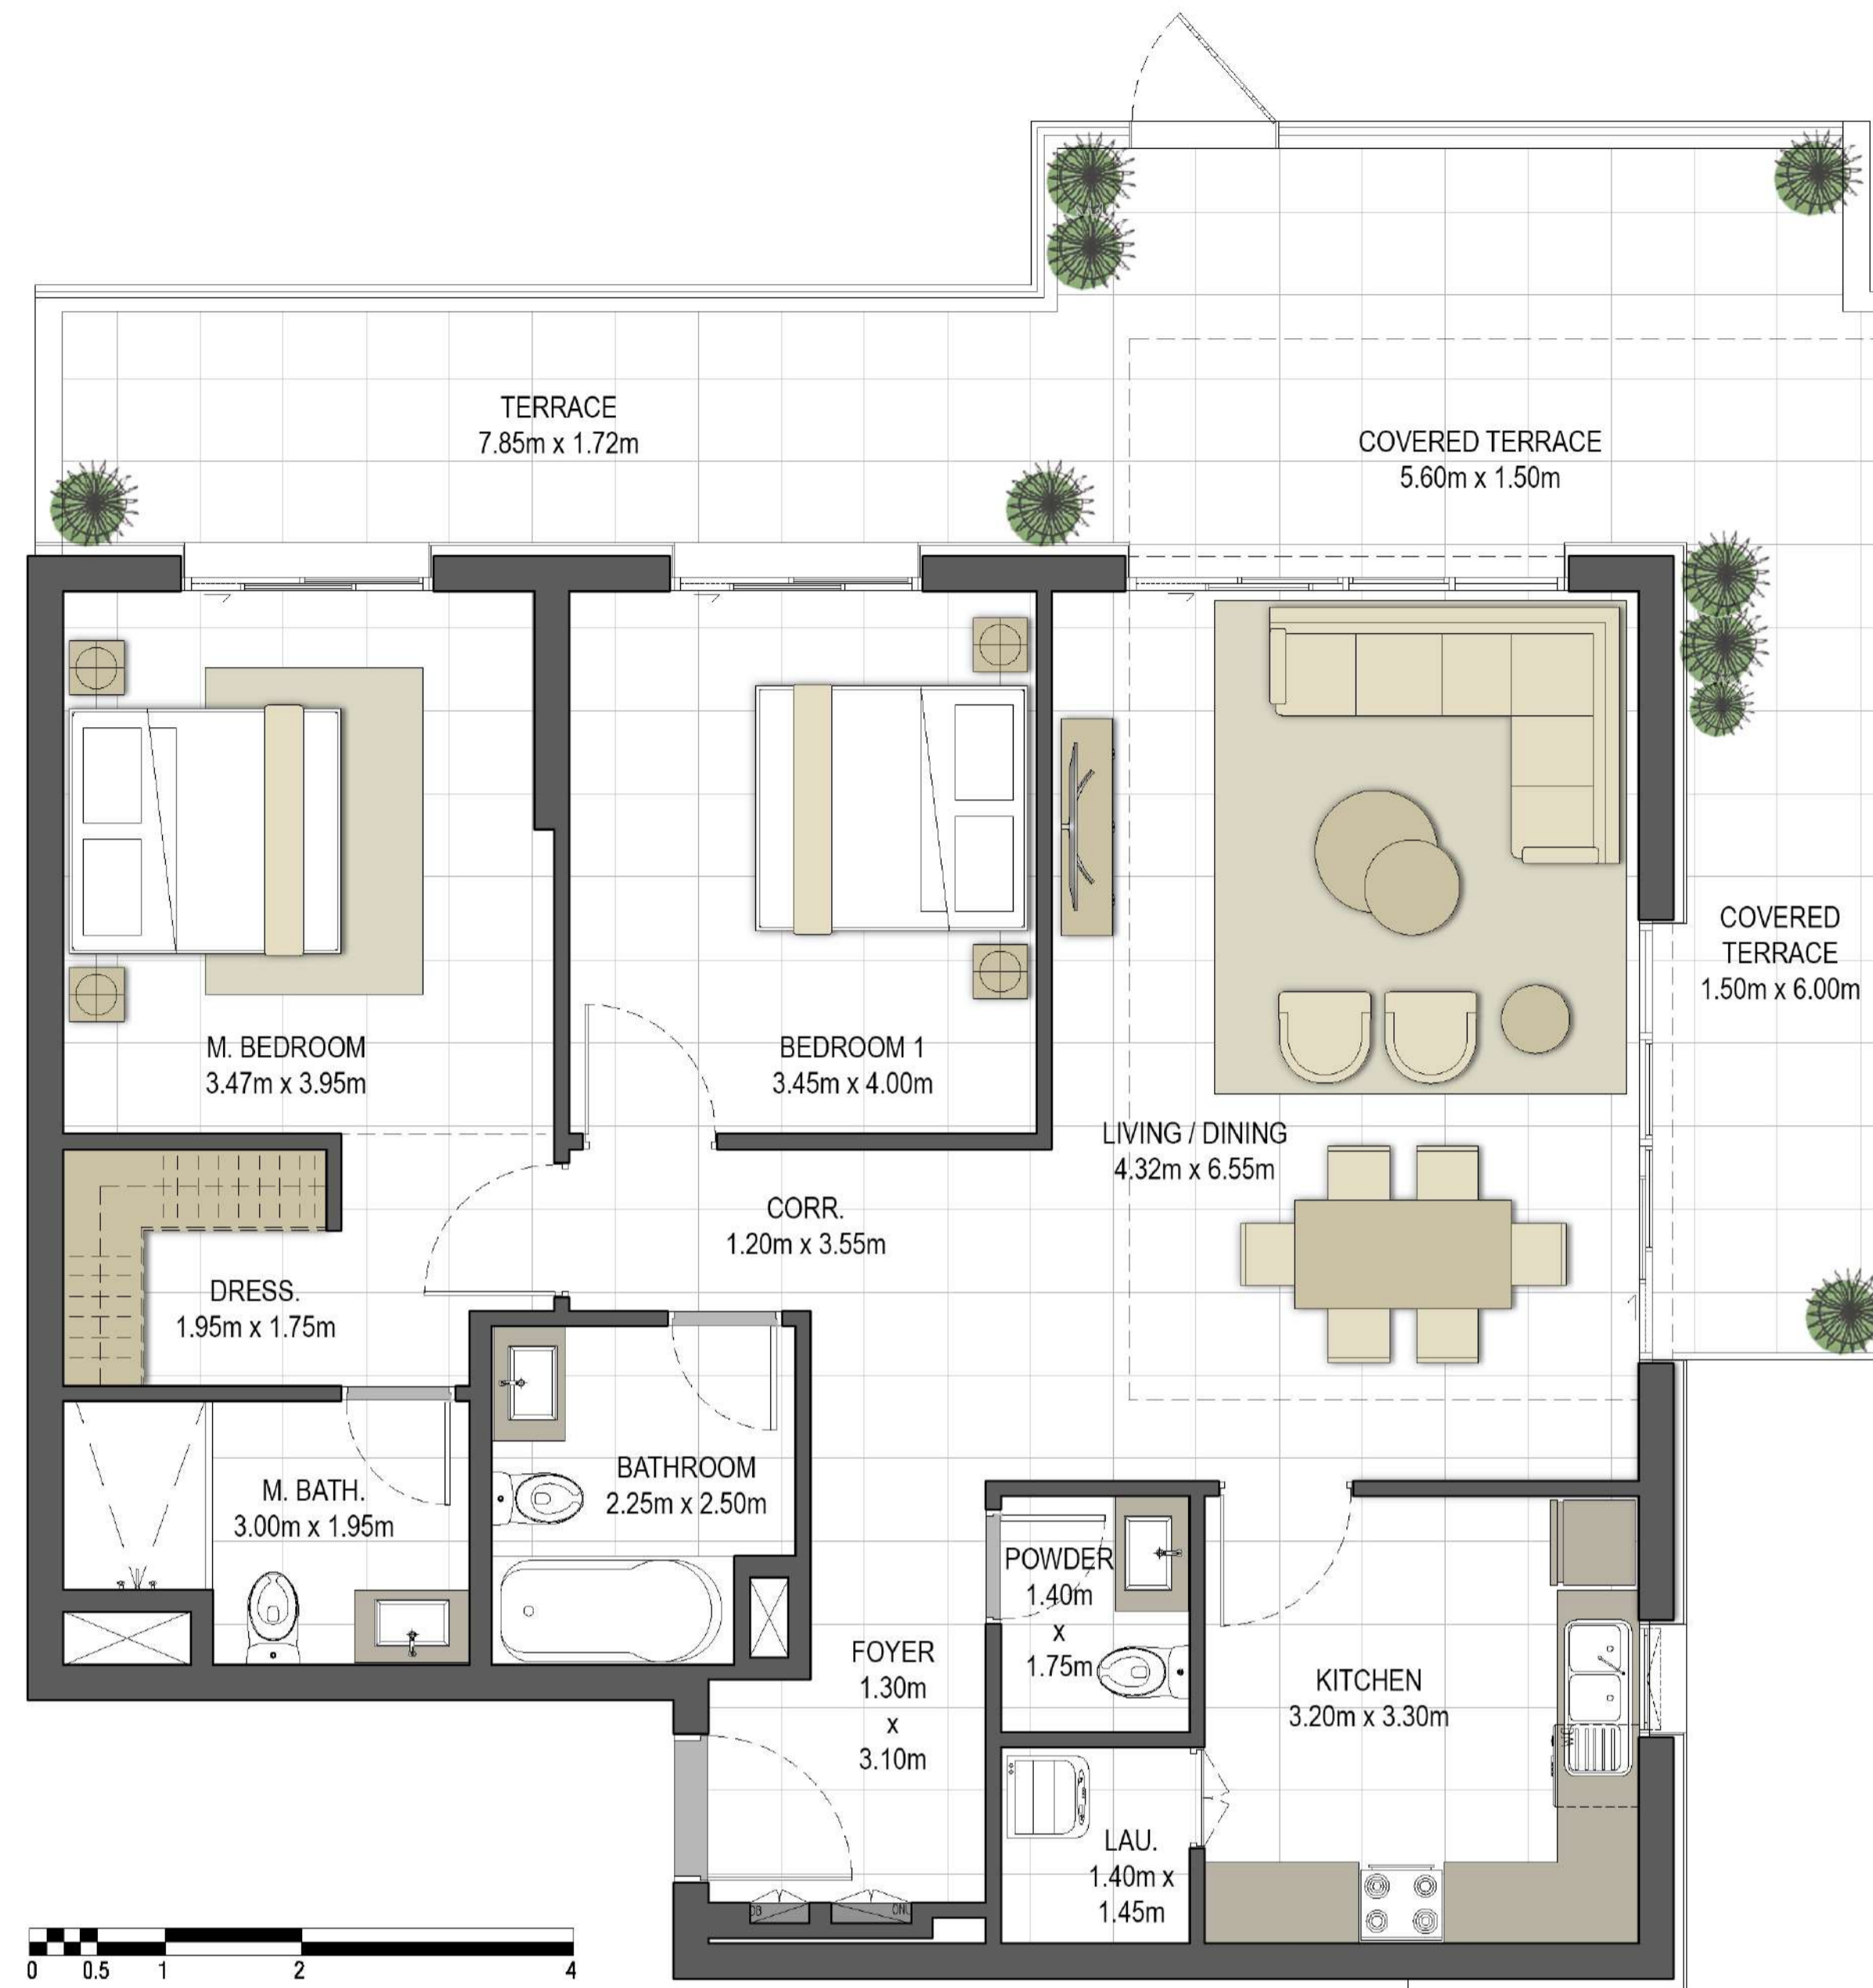 TERRACE
7.85m x 1.72m
COVERED TERRACE
5.60m x 1.50m
COVERED
TERRACE
1.50m x 6.00m
M. BEDROOM
3.47m x 3.95m
BEDROOM 1
3.45m x 4.00m
LIVING / DINING
4.32m x 6.55m
CORR.
1.20m x 3.55m
DRESS.
1.95m x 1.75m
M. BATH.
3.00m x 1.95m
BATHROOM
2.25m x 2.50m
POWDER
1.40m
x
1.75m
FOYER
1.30m
x
3.10m
KITCHEN
3.20m x 3.30m
LAU.
1.40m x
1.45m
DB
0 0.5 1 2 4